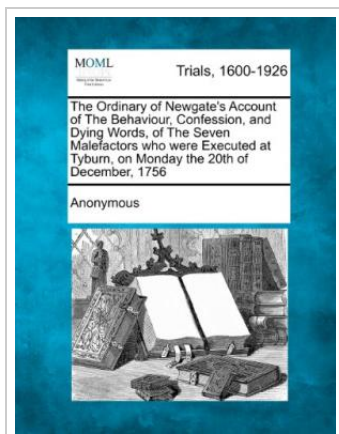 MOML
Trials, 1600-1926
The Ordinary of Newgate's Account
of The Behaviour, Confession, and
Dying Words, of The Seven
Malefactors who were Executed at
Tyburn, on Monday the 20th of
December, 1756
Anonymous